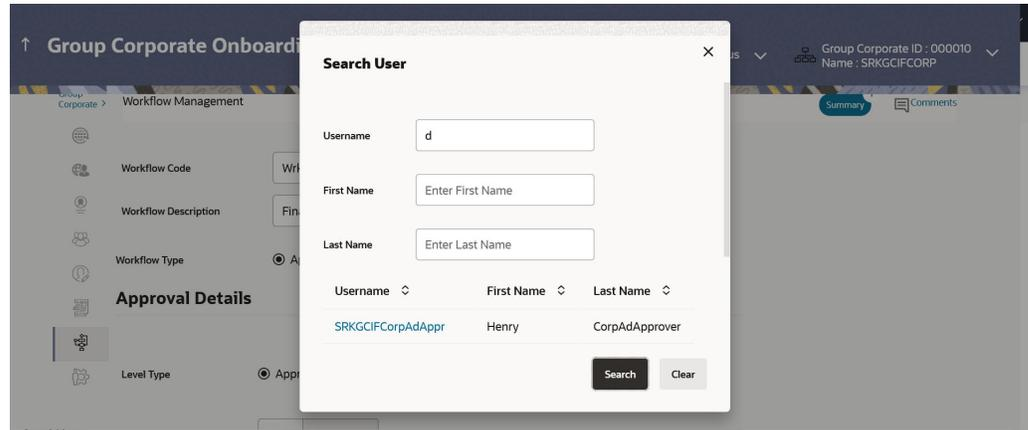 Group Corporate Onboardi
us
Group Corporate ID : 000010
Name : SRKGCIFCORP
Group
Corporate >
Workflow Management
Summary
Comments
Search User
Username
d
First Name
Enter First Name
Last Name
Enter Last Name
Username
First Name
Last Name
SRKGCIFCorpAdAppr
Henry
CorpAdApprover
Search
Clear
Workflow Code
Wrk
Workflow Description
Fin
Workflow Type
A
Approval Details
Level Type
Appr